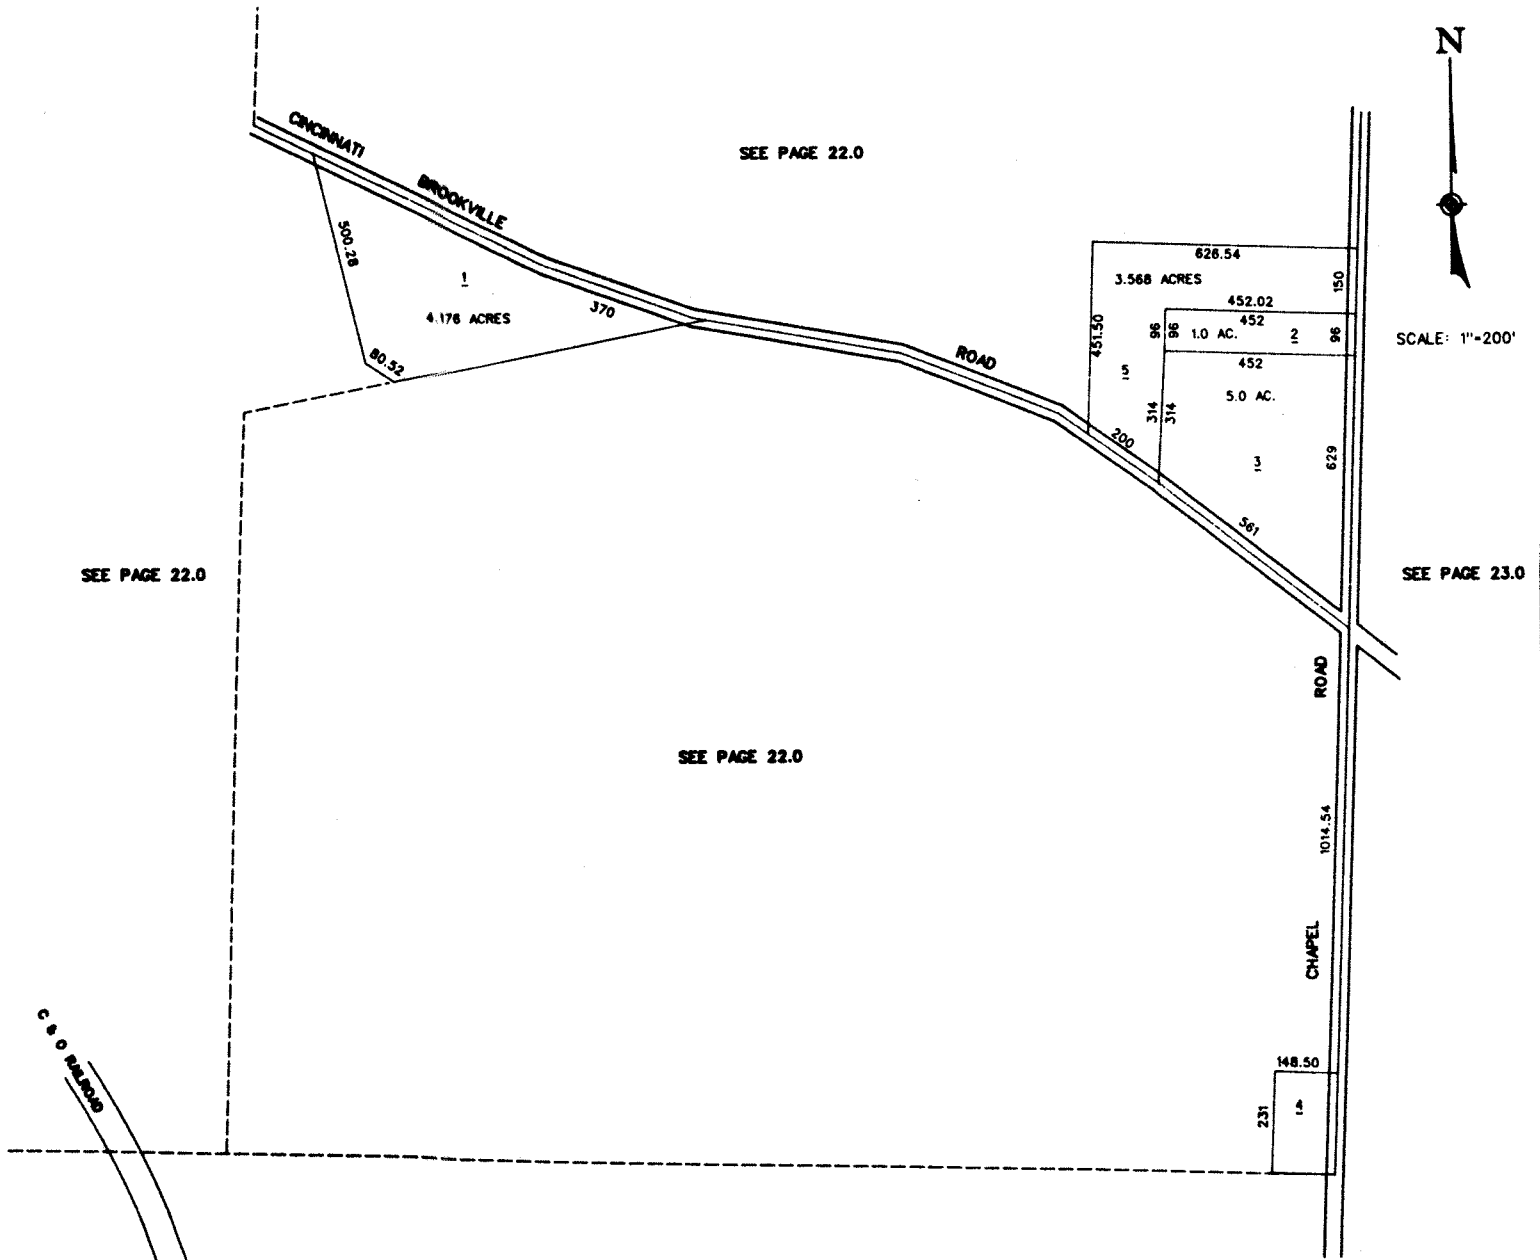 N
CINCINNATI
BROOKVILLE
ROAD
SEE PAGE 22.0
500.28
1
4.176 ACRES
370
80.52
626.54
3.568 ACRES
150
452.02
452
96
96
1.0 AC.
2
96
SCALE: 1"=200'
451.50
452
5
5.0 AC.
314
314
200
3
629
561
SEE PAGE 22.0
SEE PAGE 23.0
ROAD
SEE PAGE 22.0
1014.54
CHAPEL
C & O RAILROAD
148.50
231
4